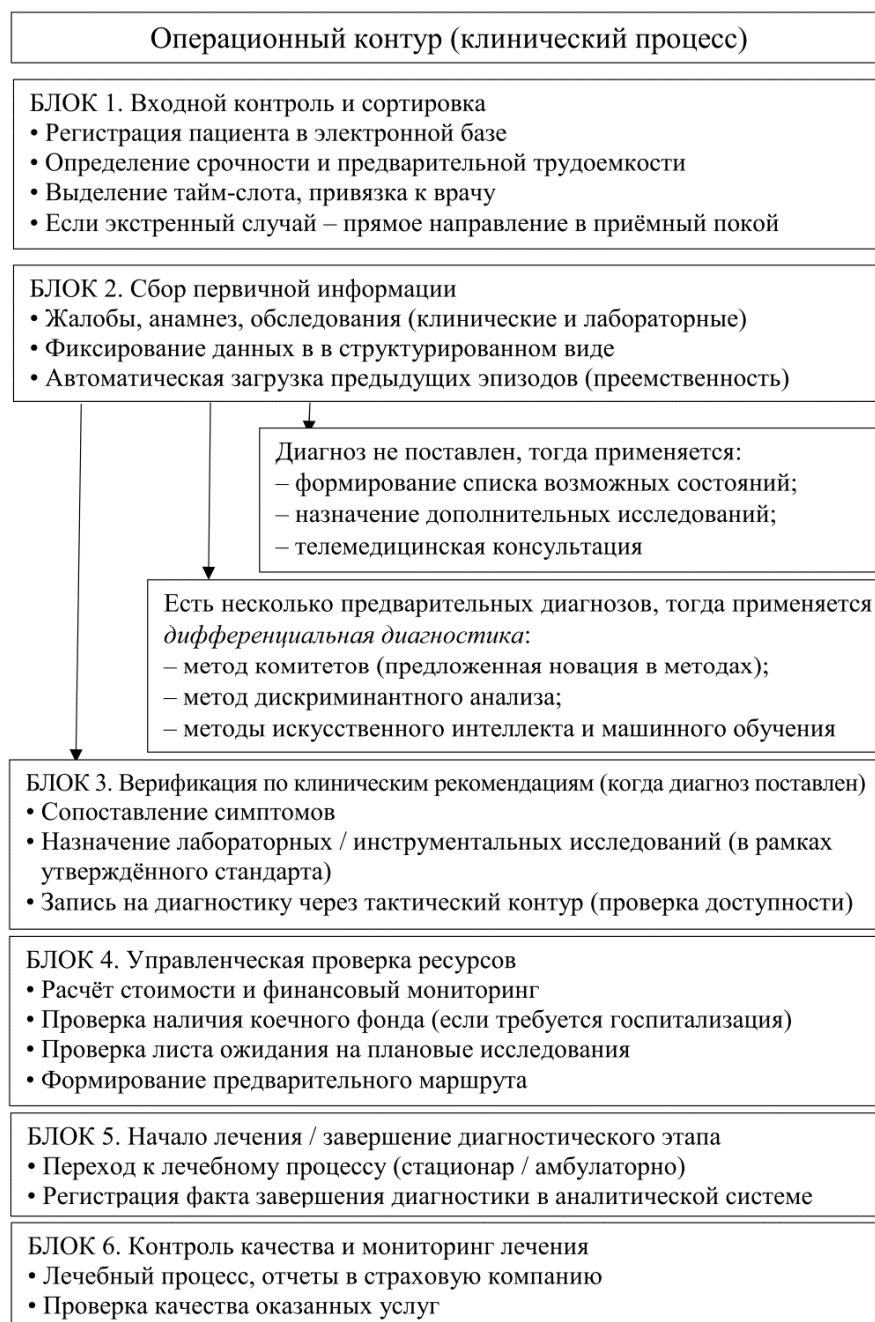 Операционный контур (клинический процесс)
БЛОК 1. Входной контроль и сортировка
• Регистрация пациента в электронной базе
• Определение срочности и предварительной трудоемкости
• Выделение тайм-слота, привязка к врачу
• Если экстренный случай – прямое направление в приёмный покой
БЛОК 2. Сбор первичной информации
• Жалобы, анамнез, обследования (клинические и лабораторные)
• Фиксирование данных в в структурированном виде
• Автоматическая загрузка предыдущих эпизодов (преемственность)
Диагноз не поставлен, тогда применяется:
– формирование списка возможных состояний;
– назначение дополнительных исследований;
– телемедицинская консультация
Есть несколько предварительных диагнозов, тогда применяется
дифференциальная диагностика:
– метод комитетов (предложенная новация в методах);
– метод дискриминантного анализа;
– методы искусственного интеллекта и машинного обучения
БЛОК 3. Верификация по клиническим рекомендациям (когда диагноз поставлен)
• Сопоставление симптомов
• Назначение лабораторных / инструментальных исследований (в рамках
утверждённого стандарта)
• Запись на диагностику через тактический контур (проверка доступности)
БЛОК 4. Управленческая проверка ресурсов
• Расчёт стоимости и финансовый мониторинг
• Проверка наличия коечного фонда (если требуется госпитализация)
• Проверка листа ожидания на плановые исследования
• Формирование предварительного маршрута
БЛОК 5. Начало лечения / завершение диагностического этапа
• Переход к лечебному процессу (стационар / амбулаторно)
• Регистрация факта завершения диагностики в аналитической системе
БЛОК 6. Контроль качества и мониторинг лечения
• Лечебный процесс, отчеты в страховую компанию
• Проверка качества оказанных услуг